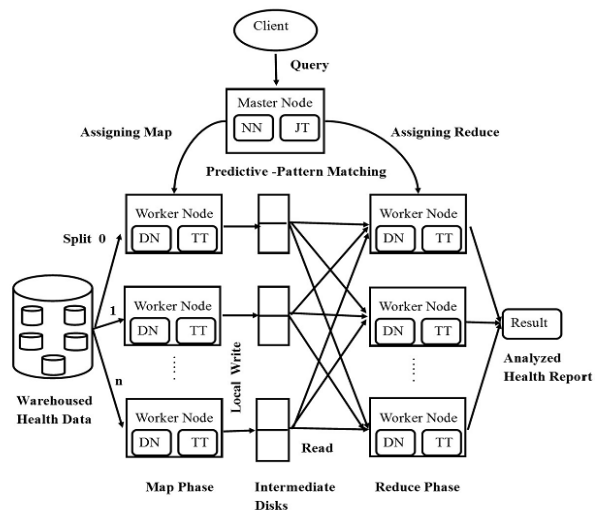 Client
Query
Master Node
NN JT
Assigning Map
Assigning Reduce
Predictive -Pattern Matching
Worker Node
DN TT
Worker Node
DN TT
Split 0
1
n
Worker Node
DN TT
Worker Node
DN TT
Result
Analyzed
Health Report
Warehoused
Health Data
Local Write
Worker Node
DN TT
Worker Node
DN TT
Read
Map Phase
Intermediate
Disks
Reduce Phase